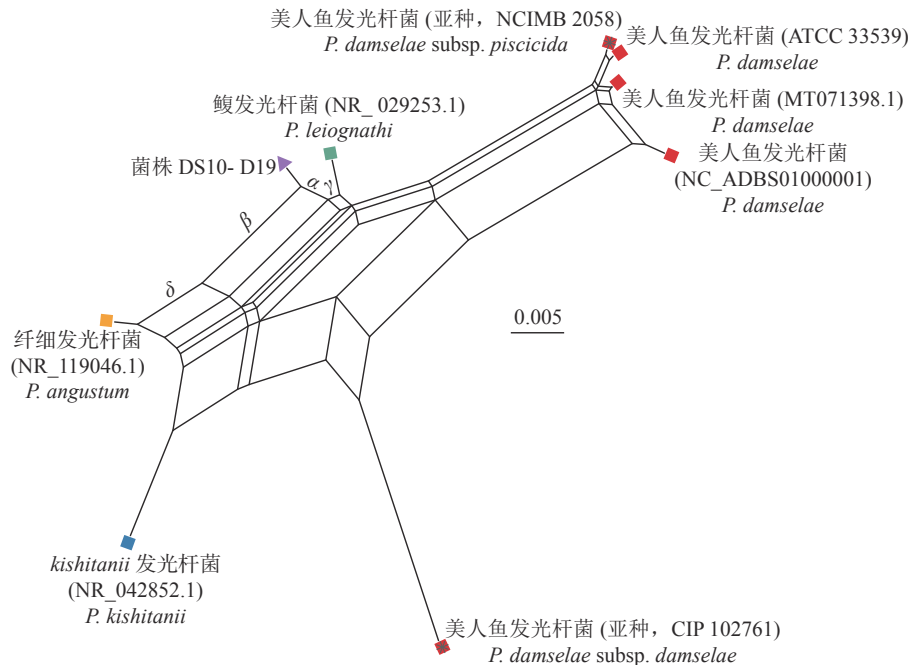 美人鱼发光杆菌 (亚种，NCIMB 2058)
P. damselae subsp. piscicida
美人鱼发光杆菌 (ATCC 33539)
P. damselae
美人鱼发光杆菌 (MT071398.1)
P. damselae
美人鱼发光杆菌
(NC_ADBS01000001)
P. damselae
鲾发光杆菌 (NR_ 029253.1)
P. leiognathi
菌株 DS10- D19
α
γ
β
δ
0.005
纤细发光杆菌
(NR_119046.1)
P. angustum
kishitanii 发光杆菌
(NR_042852.1)
P. kishitanii
美人鱼发光杆菌 (亚种，CIP 102761)
P. damselae subsp. damselae